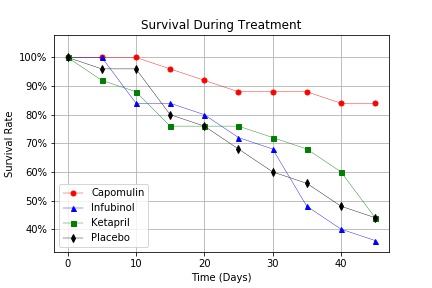 Survival During Treatment
100%
90%
80%
70%
60%
50%
40%
Survival Rate
Capomulin
Infubinol
Ketapril
Placebo
0 10 20 30 40
Time (Days)